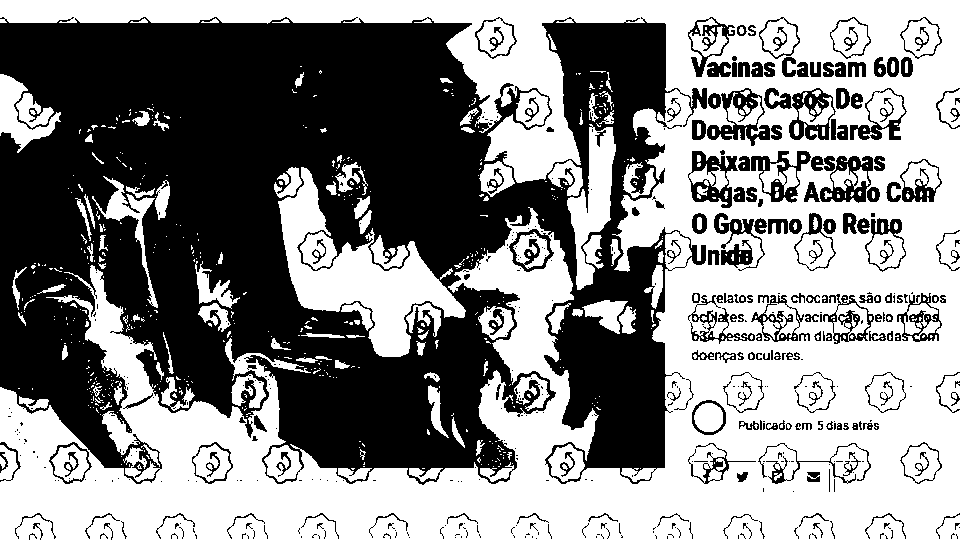 ARTIGOS
Vacinas Causam 600
Novos Casos De
Doenças Oculares E
Deixam 5 Pessoas
Cegas, De Acordo Com
O Governo Do Reino
Unido
Os relatos mais chocantes são distúrbios
oculares. Após a vacinação, pelo menos
634 pessoas foram diagnosticadas com
doenças oculares.
Publicado em 5 dias atrás